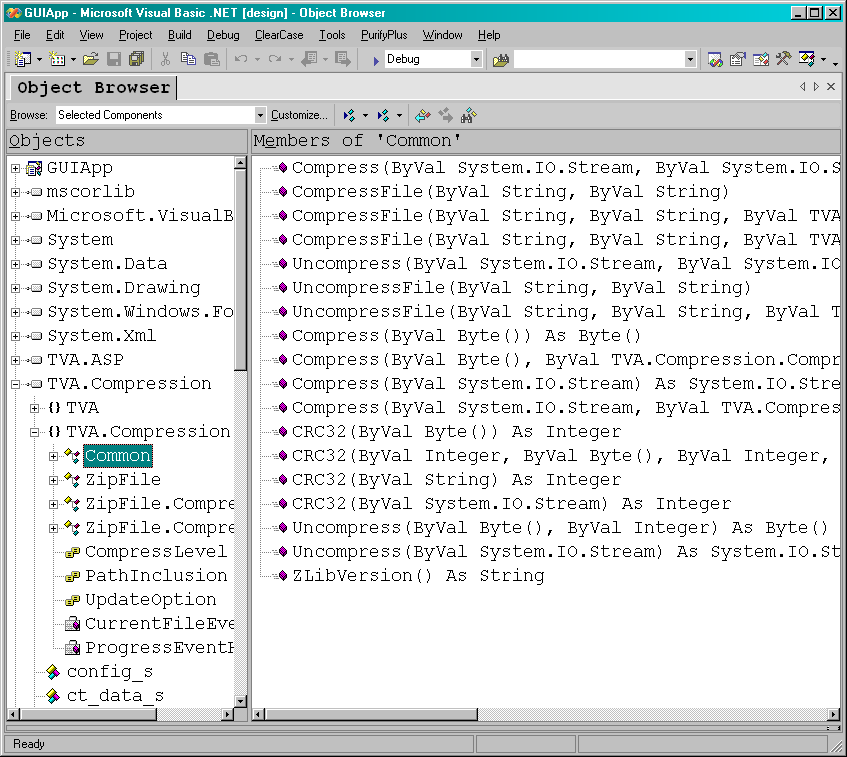 GUIApp - Microsoft Visual Basic .NET [design] - Object Browser
File Edit View Project Build Debug ClearCase Tools PurifyPlus Window Help
Debug
Object Browser
Browse: Selected Components Customize...
Objects
GUIApp
mscorlib
Microsoft.VisualB
System
System.Data
System.Drawing
System.Windows.Fo
System.Xml
TVA.ASP
TVA.Compression
{} TVA
{} TVA.Compression
Common
ZipFile
ZipFile.Compre
ZipFile.Compre
CompressLevel
PathInclusion
UpdateOption
CurrentFileEve
ProgressEventH
config_s
ct_data_s
Members of 'Common'
Compress(ByVal System.IO.Stream, ByVal System.IO.S
CompressFile(ByVal String, ByVal String)
CompressFile(ByVal String, ByVal String, ByVal TVA
CompressFile(ByVal String, ByVal String, ByVal TVA
Uncompress(ByVal System.IO.Stream, ByVal System.IO
UncompressFile(ByVal String, ByVal String)
UncompressFile(ByVal String, ByVal String, ByVal T
Compress(ByVal Byte()) As Byte()
Compress(ByVal Byte(), ByVal TVA.Compression.Compr
Compress(ByVal System.IO.Stream) As System.IO.Stre
Compress(ByVal System.IO.Stream, ByVal TVA.Compres
CRC32(ByVal Byte()) As Integer
CRC32(ByVal Integer, ByVal Byte(), ByVal Integer,
CRC32(ByVal String) As Integer
CRC32(ByVal System.IO.Stream) As Integer
Uncompress(ByVal Byte(), ByVal Integer) As Byte()
Uncompress(ByVal System.IO.Stream) As System.IO.St
ZLibVersion() As String
Ready